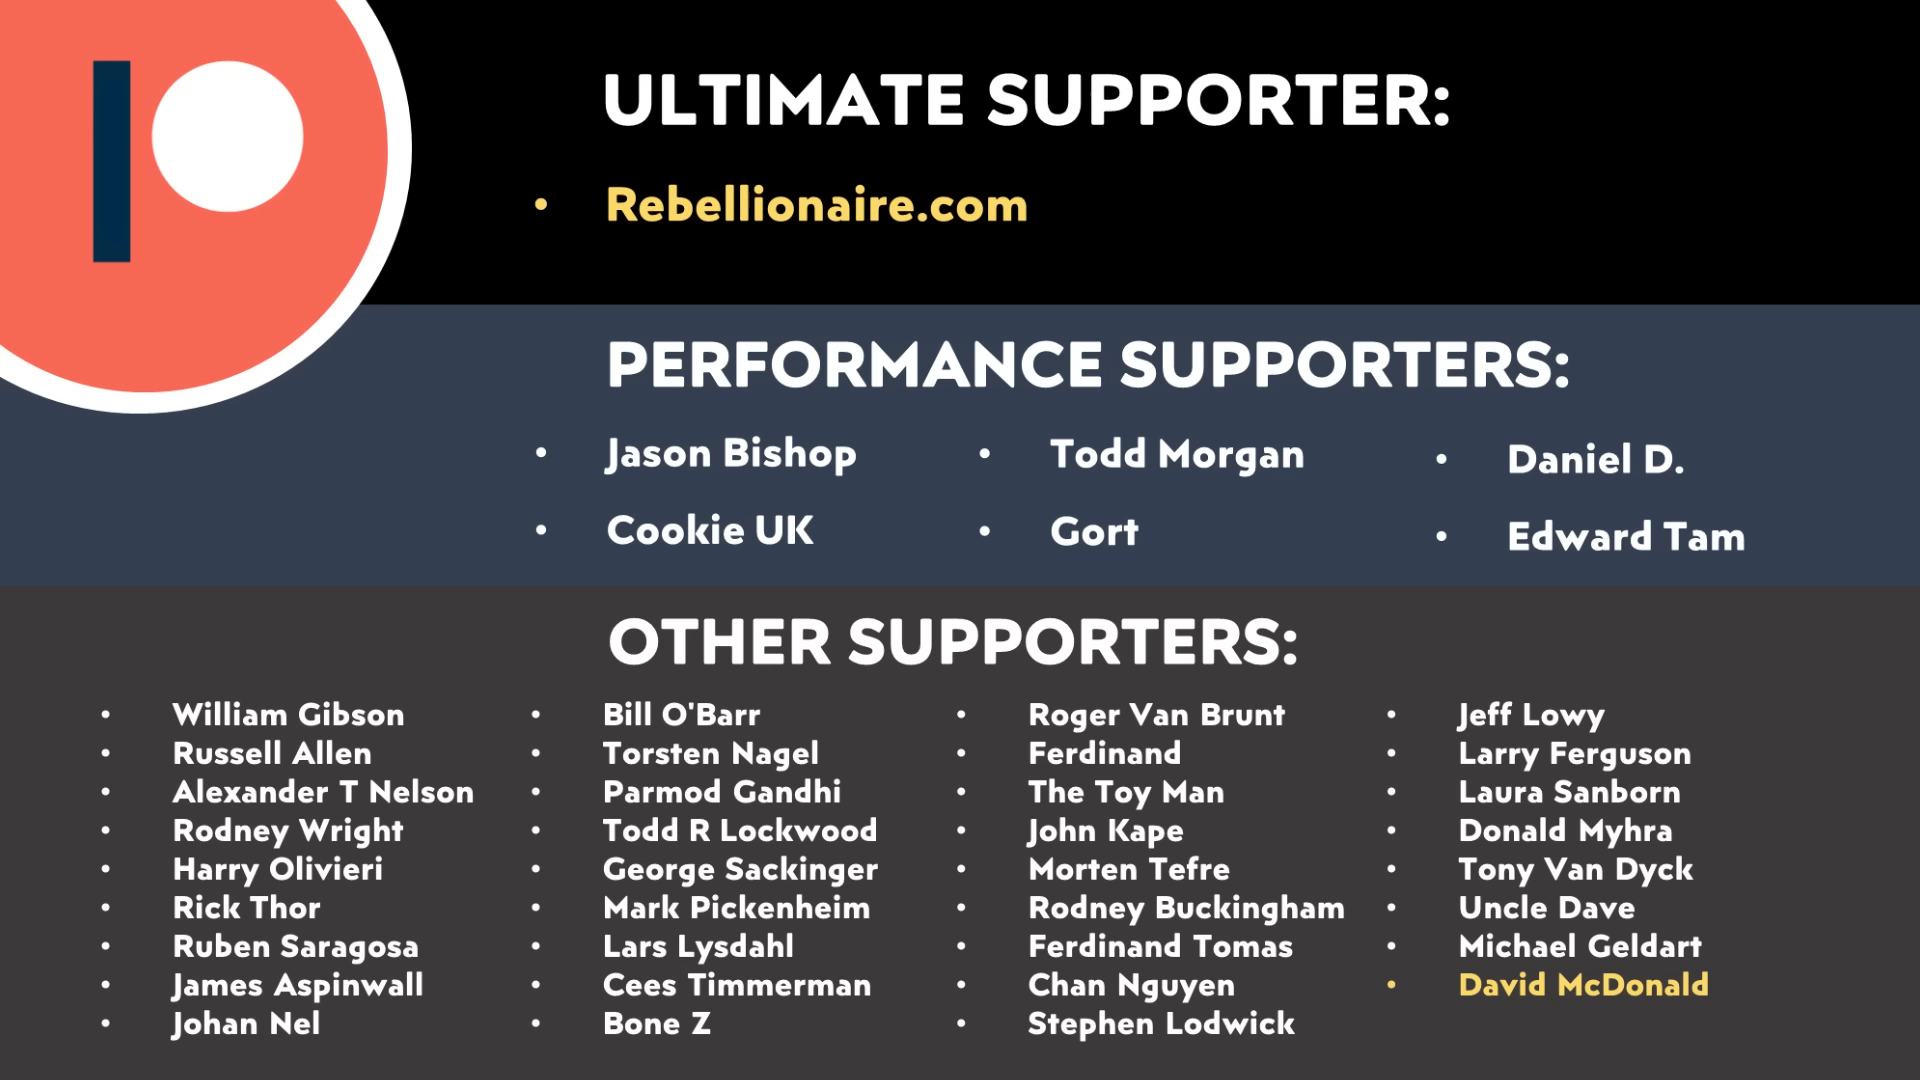 ULTIMATE SUPPORTER:
• Rebellionaire.com
PERFORMANCE SUPPORTERS:
• Jason Bishop
• Cookie UK
• Todd Morgan
• Gort
• Daniel D.
• Edward Tam
OTHER SUPPORTERS:
• William Gibson
• Russell Allen
• Alexander T Nelson
• Rodney Wright
• Harry Olivieri
• Rick Thor
• Ruben Saragosa
• James Aspinwall
• Johan Nel
• Bill O'Barr
• Torsten Nagel
• Parmod Gandhi
• Todd R Lockwood
• George Sackinger
• Mark Pickenheim
• Lars Lysdahl
• Cees Timmerman
• Bone Z
• Roger Van Brunt
• Ferdinand
• The Toy Man
• John Kape
• Morten Tefre
• Rodney Buckingham
• Ferdinand Tomas
• Chan Nguyen
• Stephen Lodwick
• Jeff Lowy
• Larry Ferguson
• Laura Sanborn
• Donald Myhra
• Tony Van Dyck
• Uncle Dave
• Michael Geldart
• David McDonald